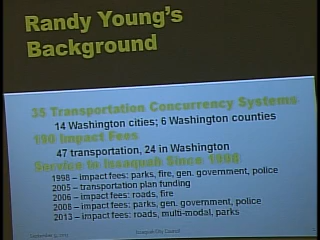 Randy Young's
Background
35 Transportation Concurrency Systems
14 Washington cities; 6 Washington counties
190 Impact Fees
47 transportation, 24 in Washington
Service to Issaquah Since 1998
1998 – impact fees: parks, fire, gen. government, police
2005 – transportation plan funding
2006 – impact fees: roads, fire
2008 – impact fees: parks, gen. government, police
2013 – impact fees: roads, multi-modal, parks
Issaquah City Council